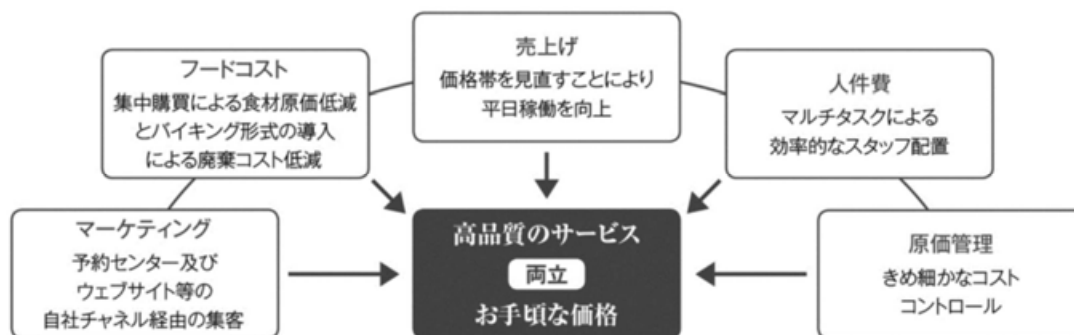 売上げ
価格帯を見直すことにより
平日稼働を向上
フードコスト
集中購買による食材原価低減
とバイキング形式の導入
による廃棄コスト低減
人件費
マルチタスクによる
効率的なスタッフ配置
マーケティング
予約センター及び
ウェブサイト等の
自社チャネル経由の集客
高品質のサービス
両立
お手頃な価格
原価管理
きめ細かなコスト
コントロール